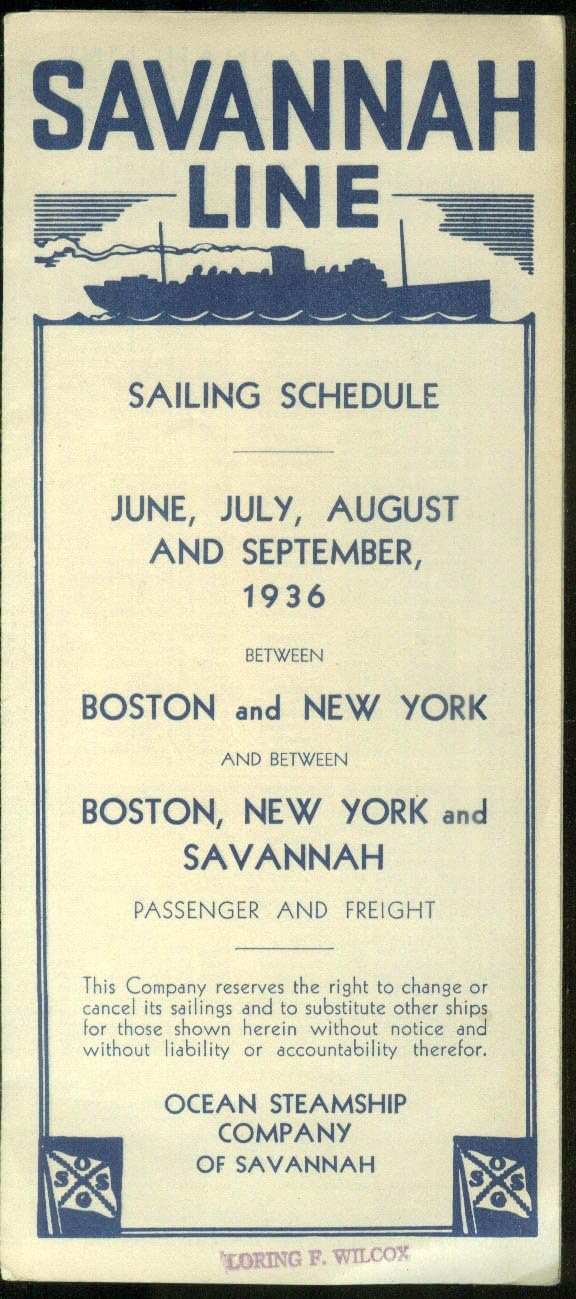 SAVANNAH
LINE
SAILING SCHEDULE
JUNE, JULY, AUGUST
AND SEPTEMBER,
1936
BETWEEN
BOSTON and NEW YORK
AND BETWEEN
BOSTON, NEW YORK and
SAVANNAH
PASSENGER AND FREIGHT
This Company reserves the right to change or
cancel its sailings and to substitute other ships
for those shown herein without notice and
without liability or accountability therefor.
OCEAN STEAMSHIP
COMPANY
OF SAVANNAH
O
S S
G
O
S S
G
LORING F. WILCOX